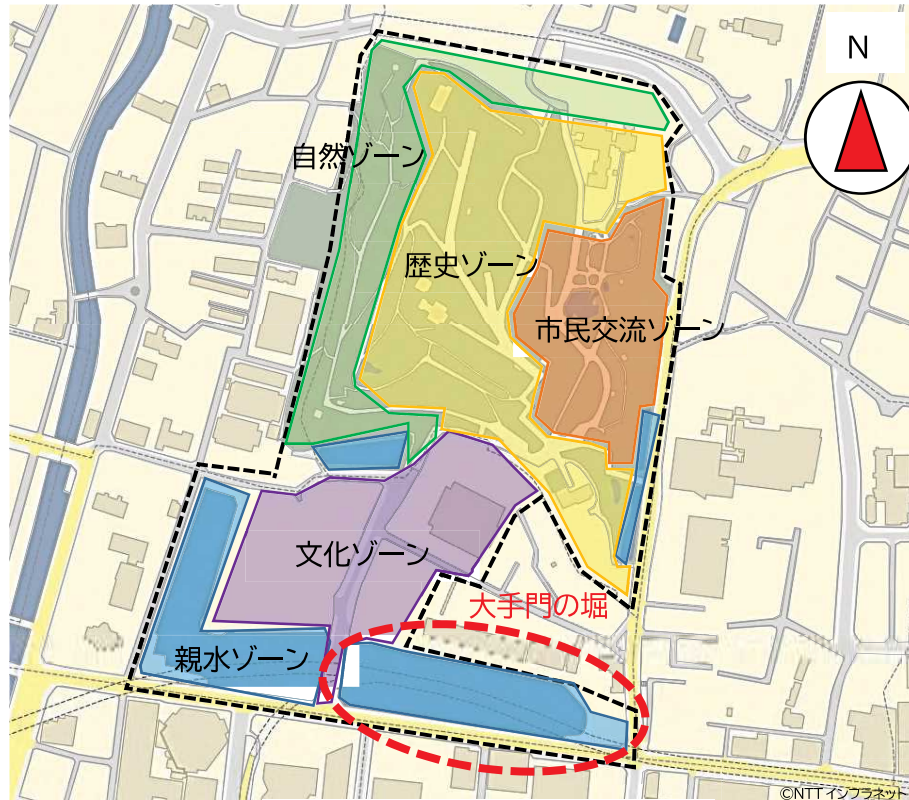 N
自然ゾーン
歴史ゾーン
市民交流ゾーン
文化ゾーン
大手門の堀
親水ゾーン
©NTTインフラネット